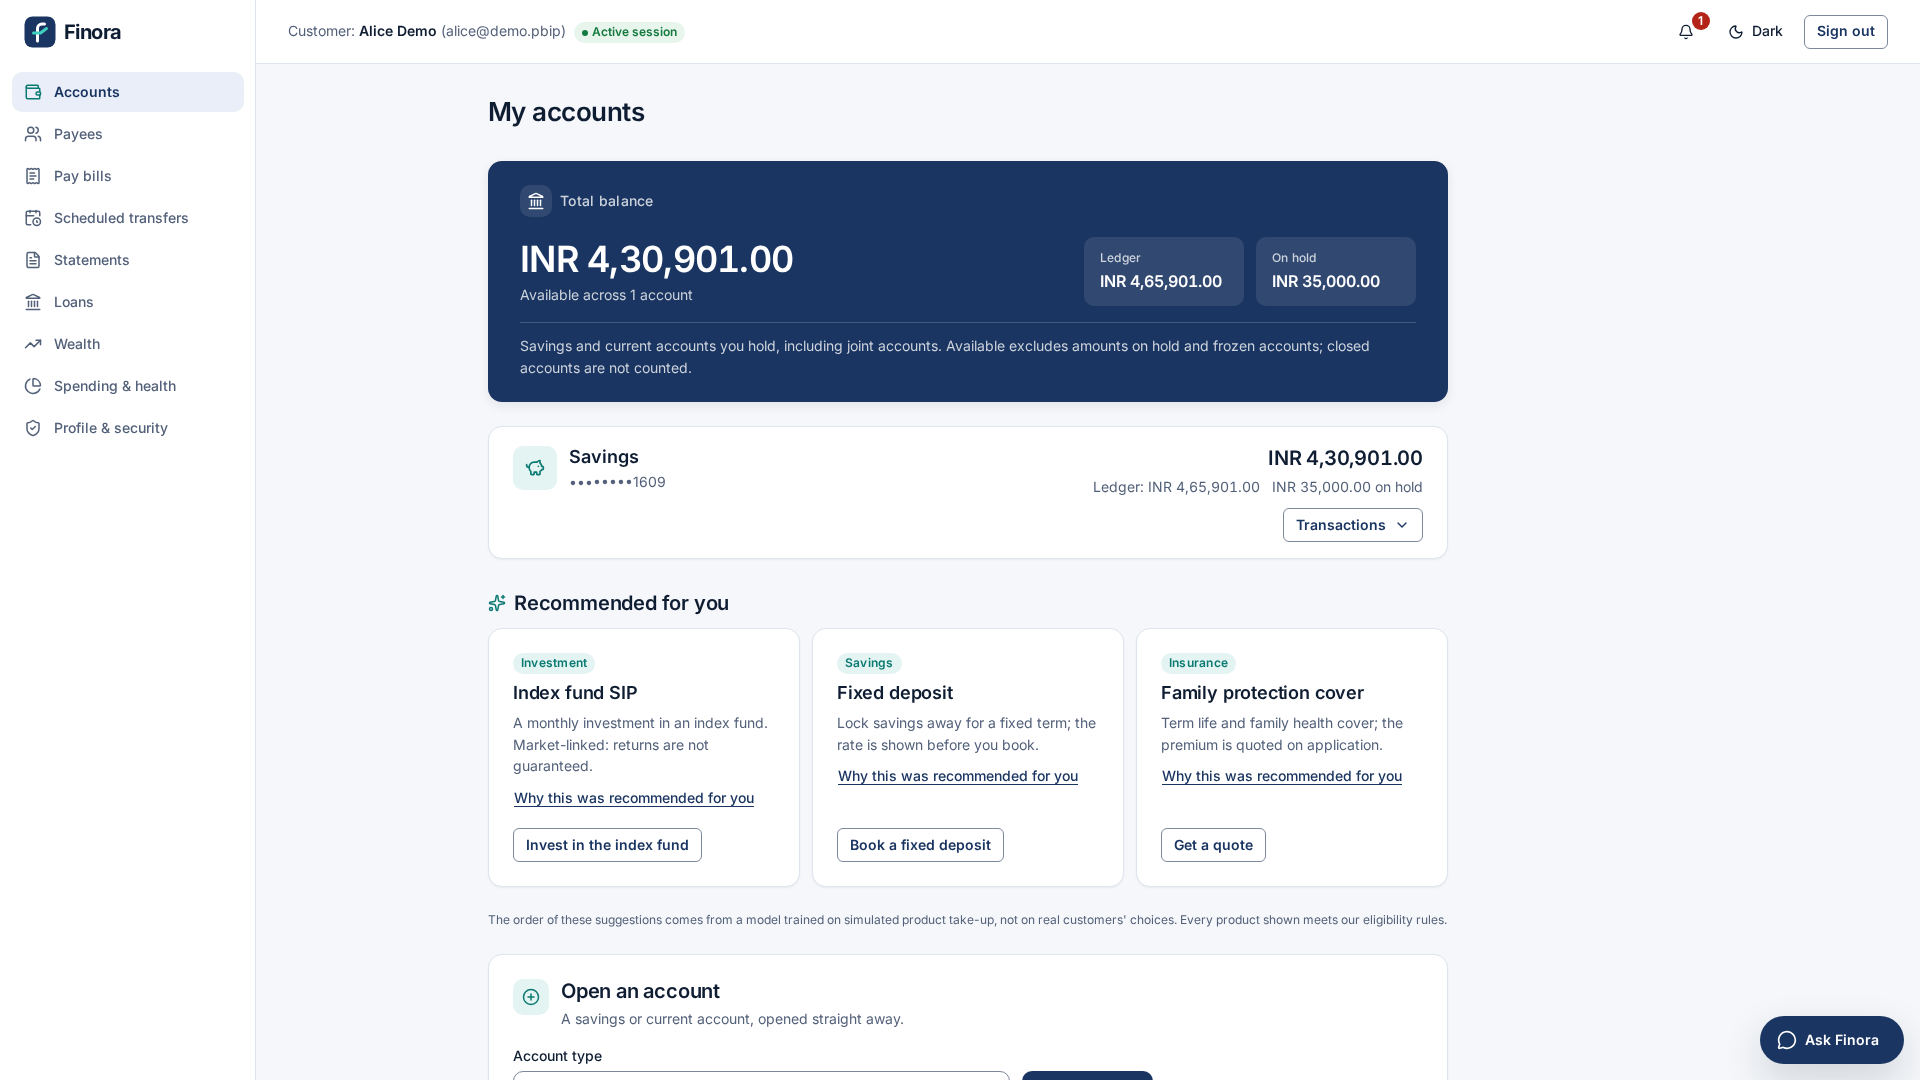 Finora
Customer: Alice Demo (alice@demo.pbip) Active session
1
Dark
Sign out
Accounts
Payees
Pay bills
Scheduled transfers
Statements
Loans
Wealth
Spending & health
Profile & security
My accounts
Total balance
INR 4,30,901.00
Available across 1 account
Ledger
INR 4,65,901.00
On hold
INR 35,000.00
Savings and current accounts you hold, including joint accounts. Available excludes amounts on hold and frozen accounts; closed
accounts are not counted.
Savings
••••••••1609
INR 4,30,901.00
Ledger: INR 4,65,901.00 INR 35,000.00 on hold
Transactions
Recommended for you
Investment
Index fund SIP
A monthly investment in an index fund.
Market-linked: returns are not
guaranteed.
Why this was recommended for you
Invest in the index fund
Savings
Fixed deposit
Lock savings away for a fixed term; the
rate is shown before you book.
Why this was recommended for you
Book a fixed deposit
Insurance
Family protection cover
Term life and family health cover; the
premium is quoted on application.
Why this was recommended for you
Get a quote
The order of these suggestions comes from a model trained on simulated product take-up, not on real customers' choices. Every product shown meets our eligibility rules.
Open an account
A savings or current account, opened straight away.
Account type
Ask Finora